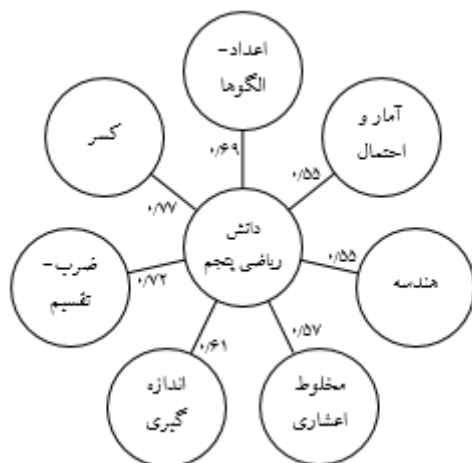 اعداد-
الگوها
۰/۶۹
آمار و
احتمال
۰/۵۵
هندسه
۰/۵۵
مخلوط
اعشاری
۰/۵۷
اندازه
گیری
۰/۶۱
ضرب-
تقسیم
۰/۷۲
کسر
۰/۷۷
دانش
ریاضی پنجم